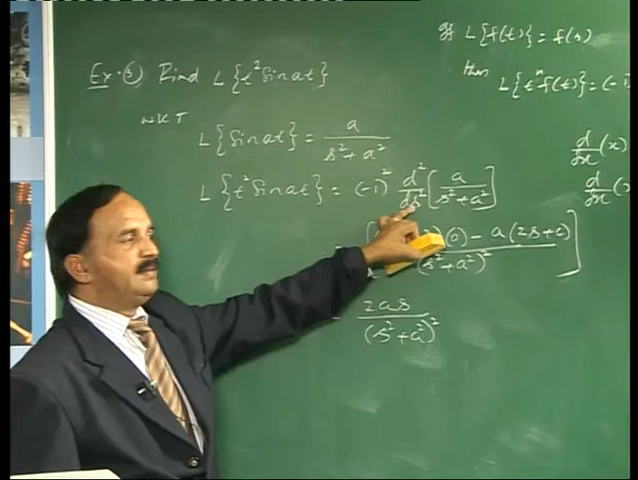 Ex. 5 Find L{t² Sin at}
WKT
L{Sin at} = a / (s² + a²)
L{t² Sin at} = (-1)² d²/ds² [a / (s² + a²)]
(0) - a(2s+0)] / (s² + a²)²
2as / (s² + a²)²
If L{f(t)} = f(s)
then
L{tⁿ f(t)} = (-1)
d/dx (x)
d/dx (